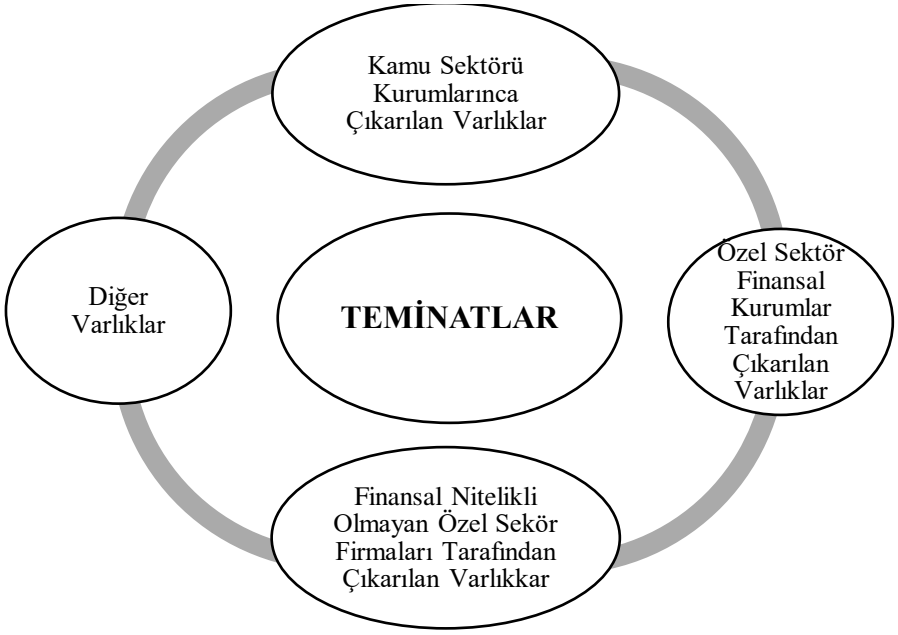 Kamu Sektörü
Kurumlarınca
Çıkarılan Varlıklar
Özel Sektör
Finansal
Kurumlar
Tarafından
Çıkarılan
Varlıklar
Diğer
Varlıklar
TEMİNATLAR
Finansal Nitelikli
Olmayan Özel Sekör
Firmaları Tarafından
Çıkarılan Varlıkkar